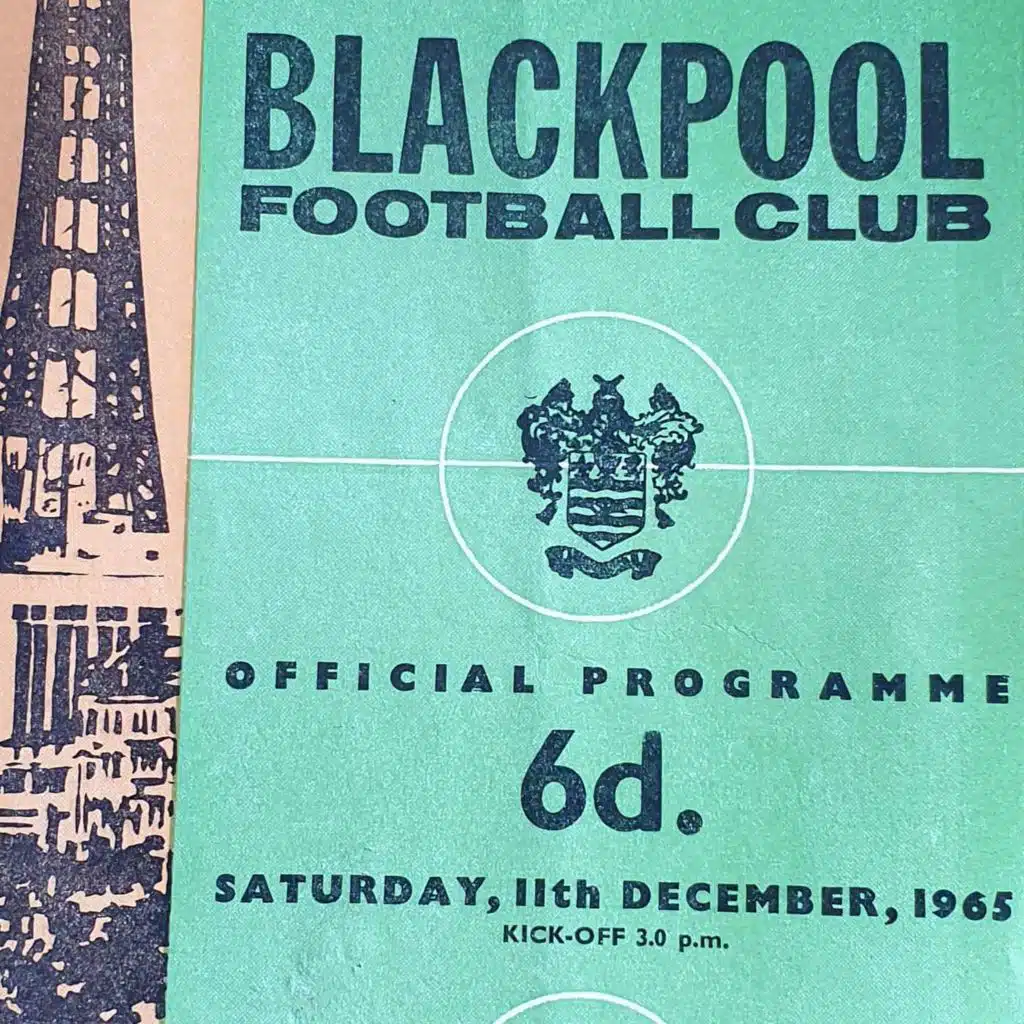 BLACKPOOL
FOOTBALL CLUB
OFFICIAL PROGRAMME
6d.
SATURDAY, 11th DECEMBER, 1965
KICK-OFF 3.0 p.m.